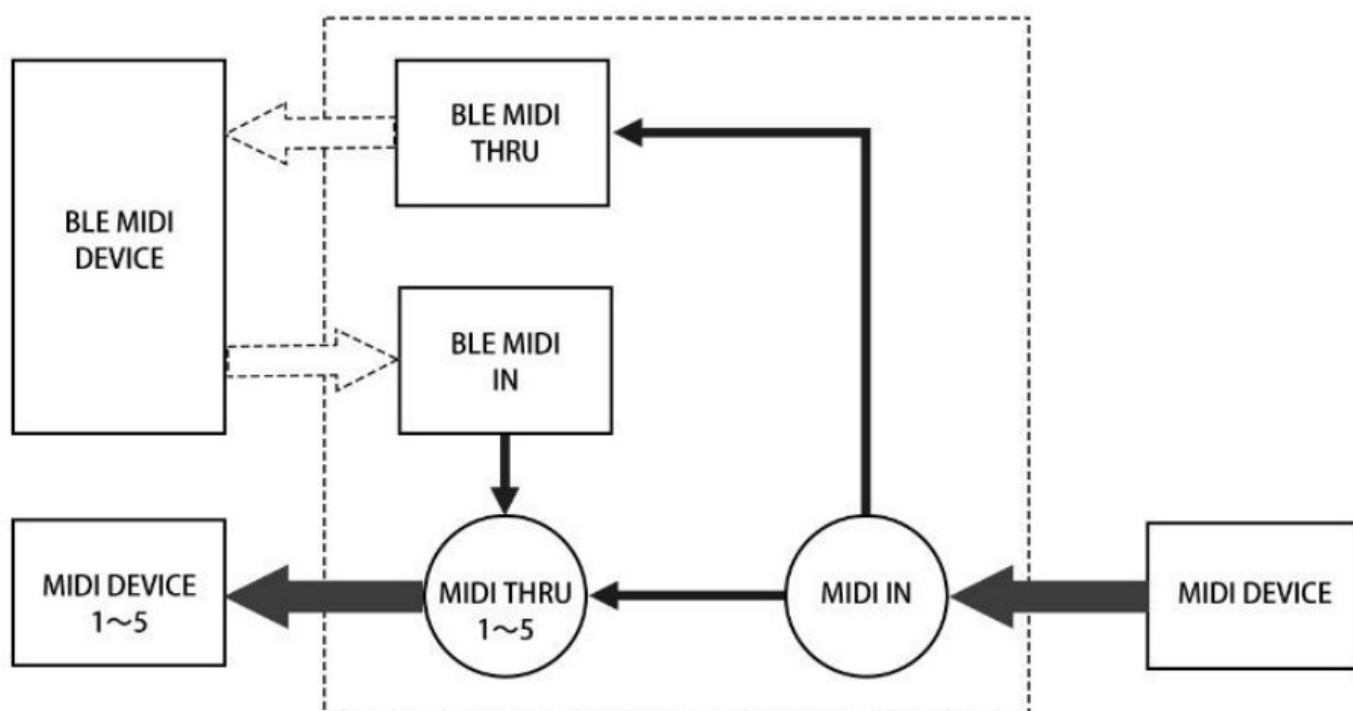 BLE MIDI
THRU
BLE MIDI
DEVICE
BLE MIDI
IN
MIDI DEVICE
1～5
MIDI THRU
1～5
MIDI IN
MIDI DEVICE